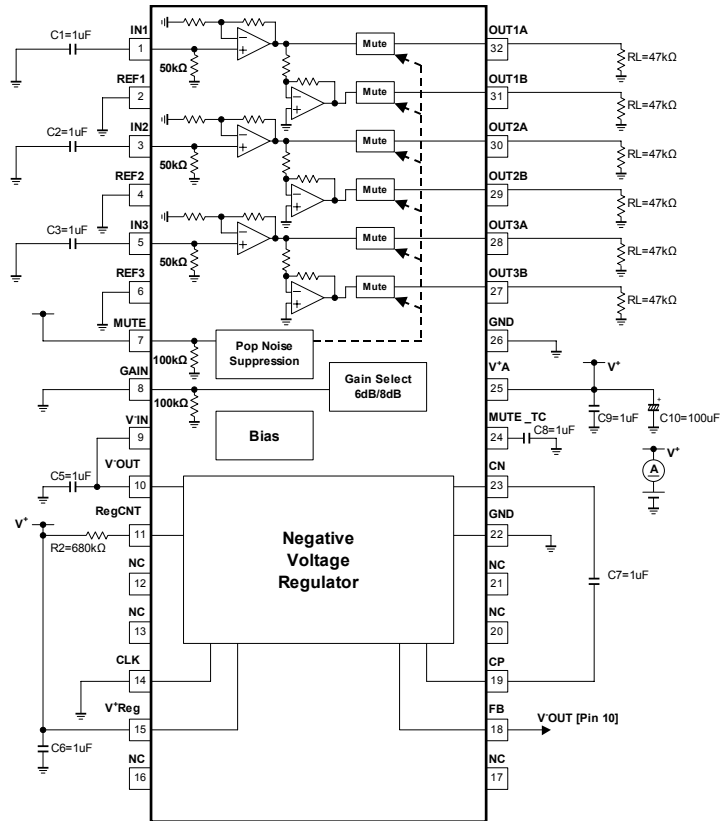 C1=1uF
IN1
1
REF1
2
C2=1uF
IN2
3
REF2
4
C3=1uF
IN3
5
REF3
6
MUTE
7
GAIN
8
V-IN
9
C5=1uF
V-OUT
10
V+
RegCNT
11
R2=680kΩ
NC
12
NC
13
CLK
14
V+Reg
15
C6=1uF
NC
16
50kΩ
50kΩ
50kΩ
100kΩ
100kΩ
Mute
Mute
Mute
Mute
Mute
Mute
Pop Noise
Suppression
Gain Select
6dB/8dB
Bias
Negative
Voltage
Regulator
OUT1A
32
RL=47kΩ
OUT1B
31
RL=47kΩ
OUT2A
30
RL=47kΩ
OUT2B
29
RL=47kΩ
OUT3A
28
RL=47kΩ
OUT3B
27
RL=47kΩ
GND
26
V+A
25
V+
C9=1uF
C10=100uF
MUTE_TC
24
C8=1uF
V+
A
CN
23
GND
22
C7=1uF
NC
21
NC
20
CP
19
FB
18
V-OUT [Pin 10]
NC
17